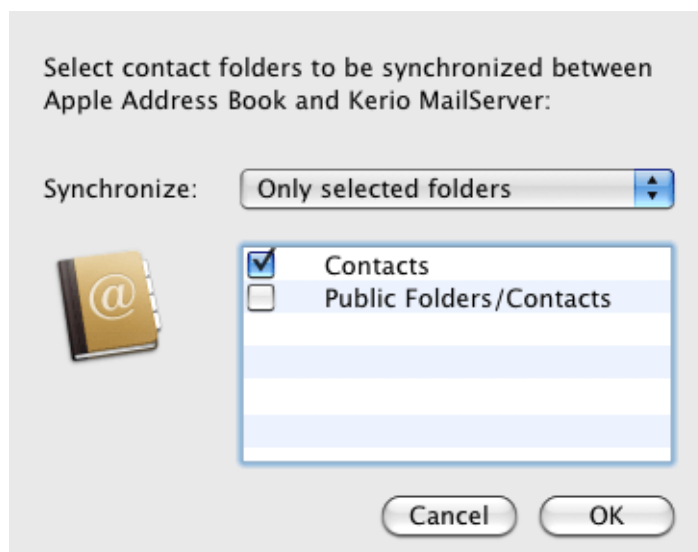 Select contact folders to be synchronized between
Apple Address Book and Kerio MailServer:
Synchronize: Only selected folders
@
Contacts
Public Folders/Contacts
Cancel OK